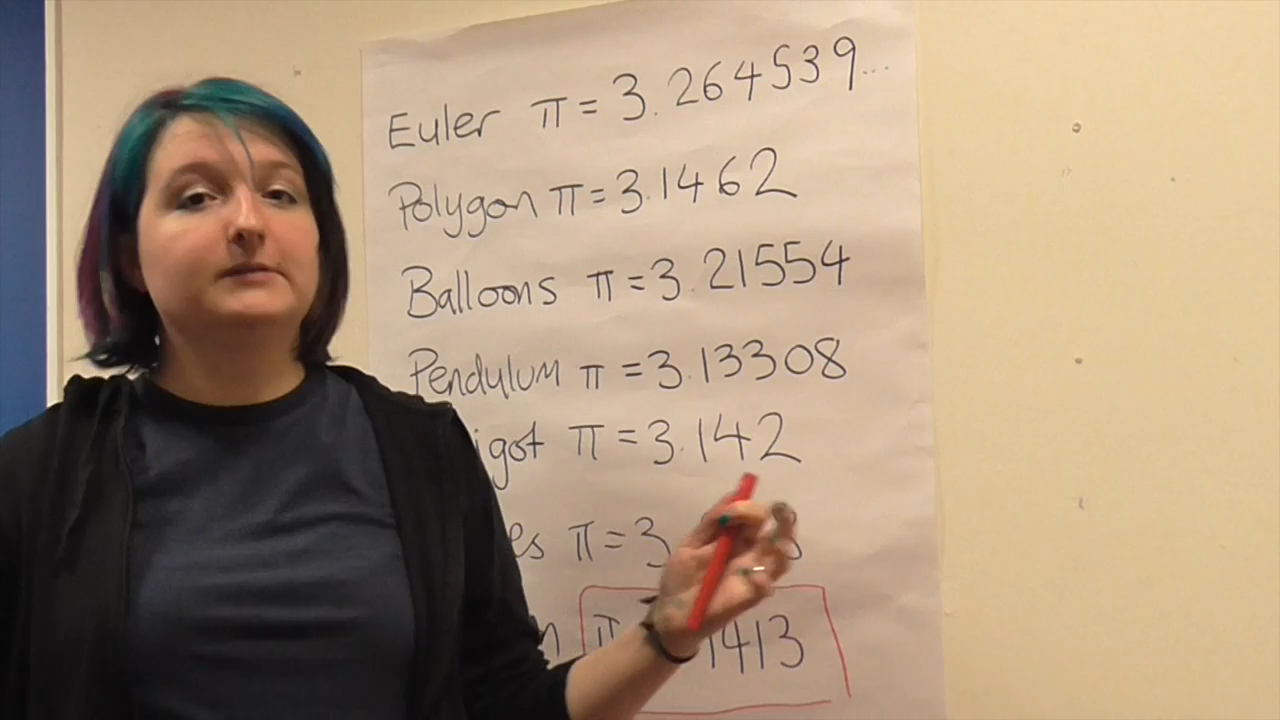 Euler π = 3.264539...
Polygon π = 3.1462
Balloons π = 3.21554
Pendulum π = 3.13308
igot π = 3.142
es π = 3.
π 1413